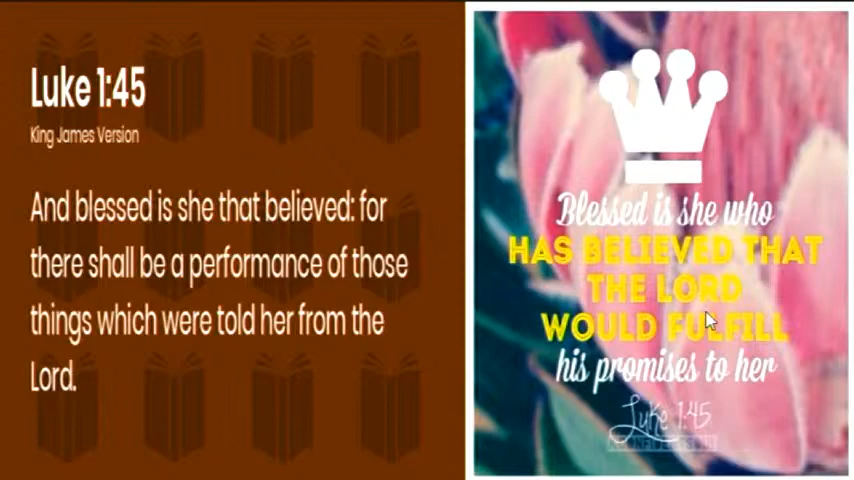 Luke 1:45
King James Version
And blessed is she that believed: for
there shall be a performance of those
things which were told her from the
Lord.
Blessed is she who
HAS BELIEVED THAT
THE LORD
WOULD FULFILL
his promises to her
Luke 1:45